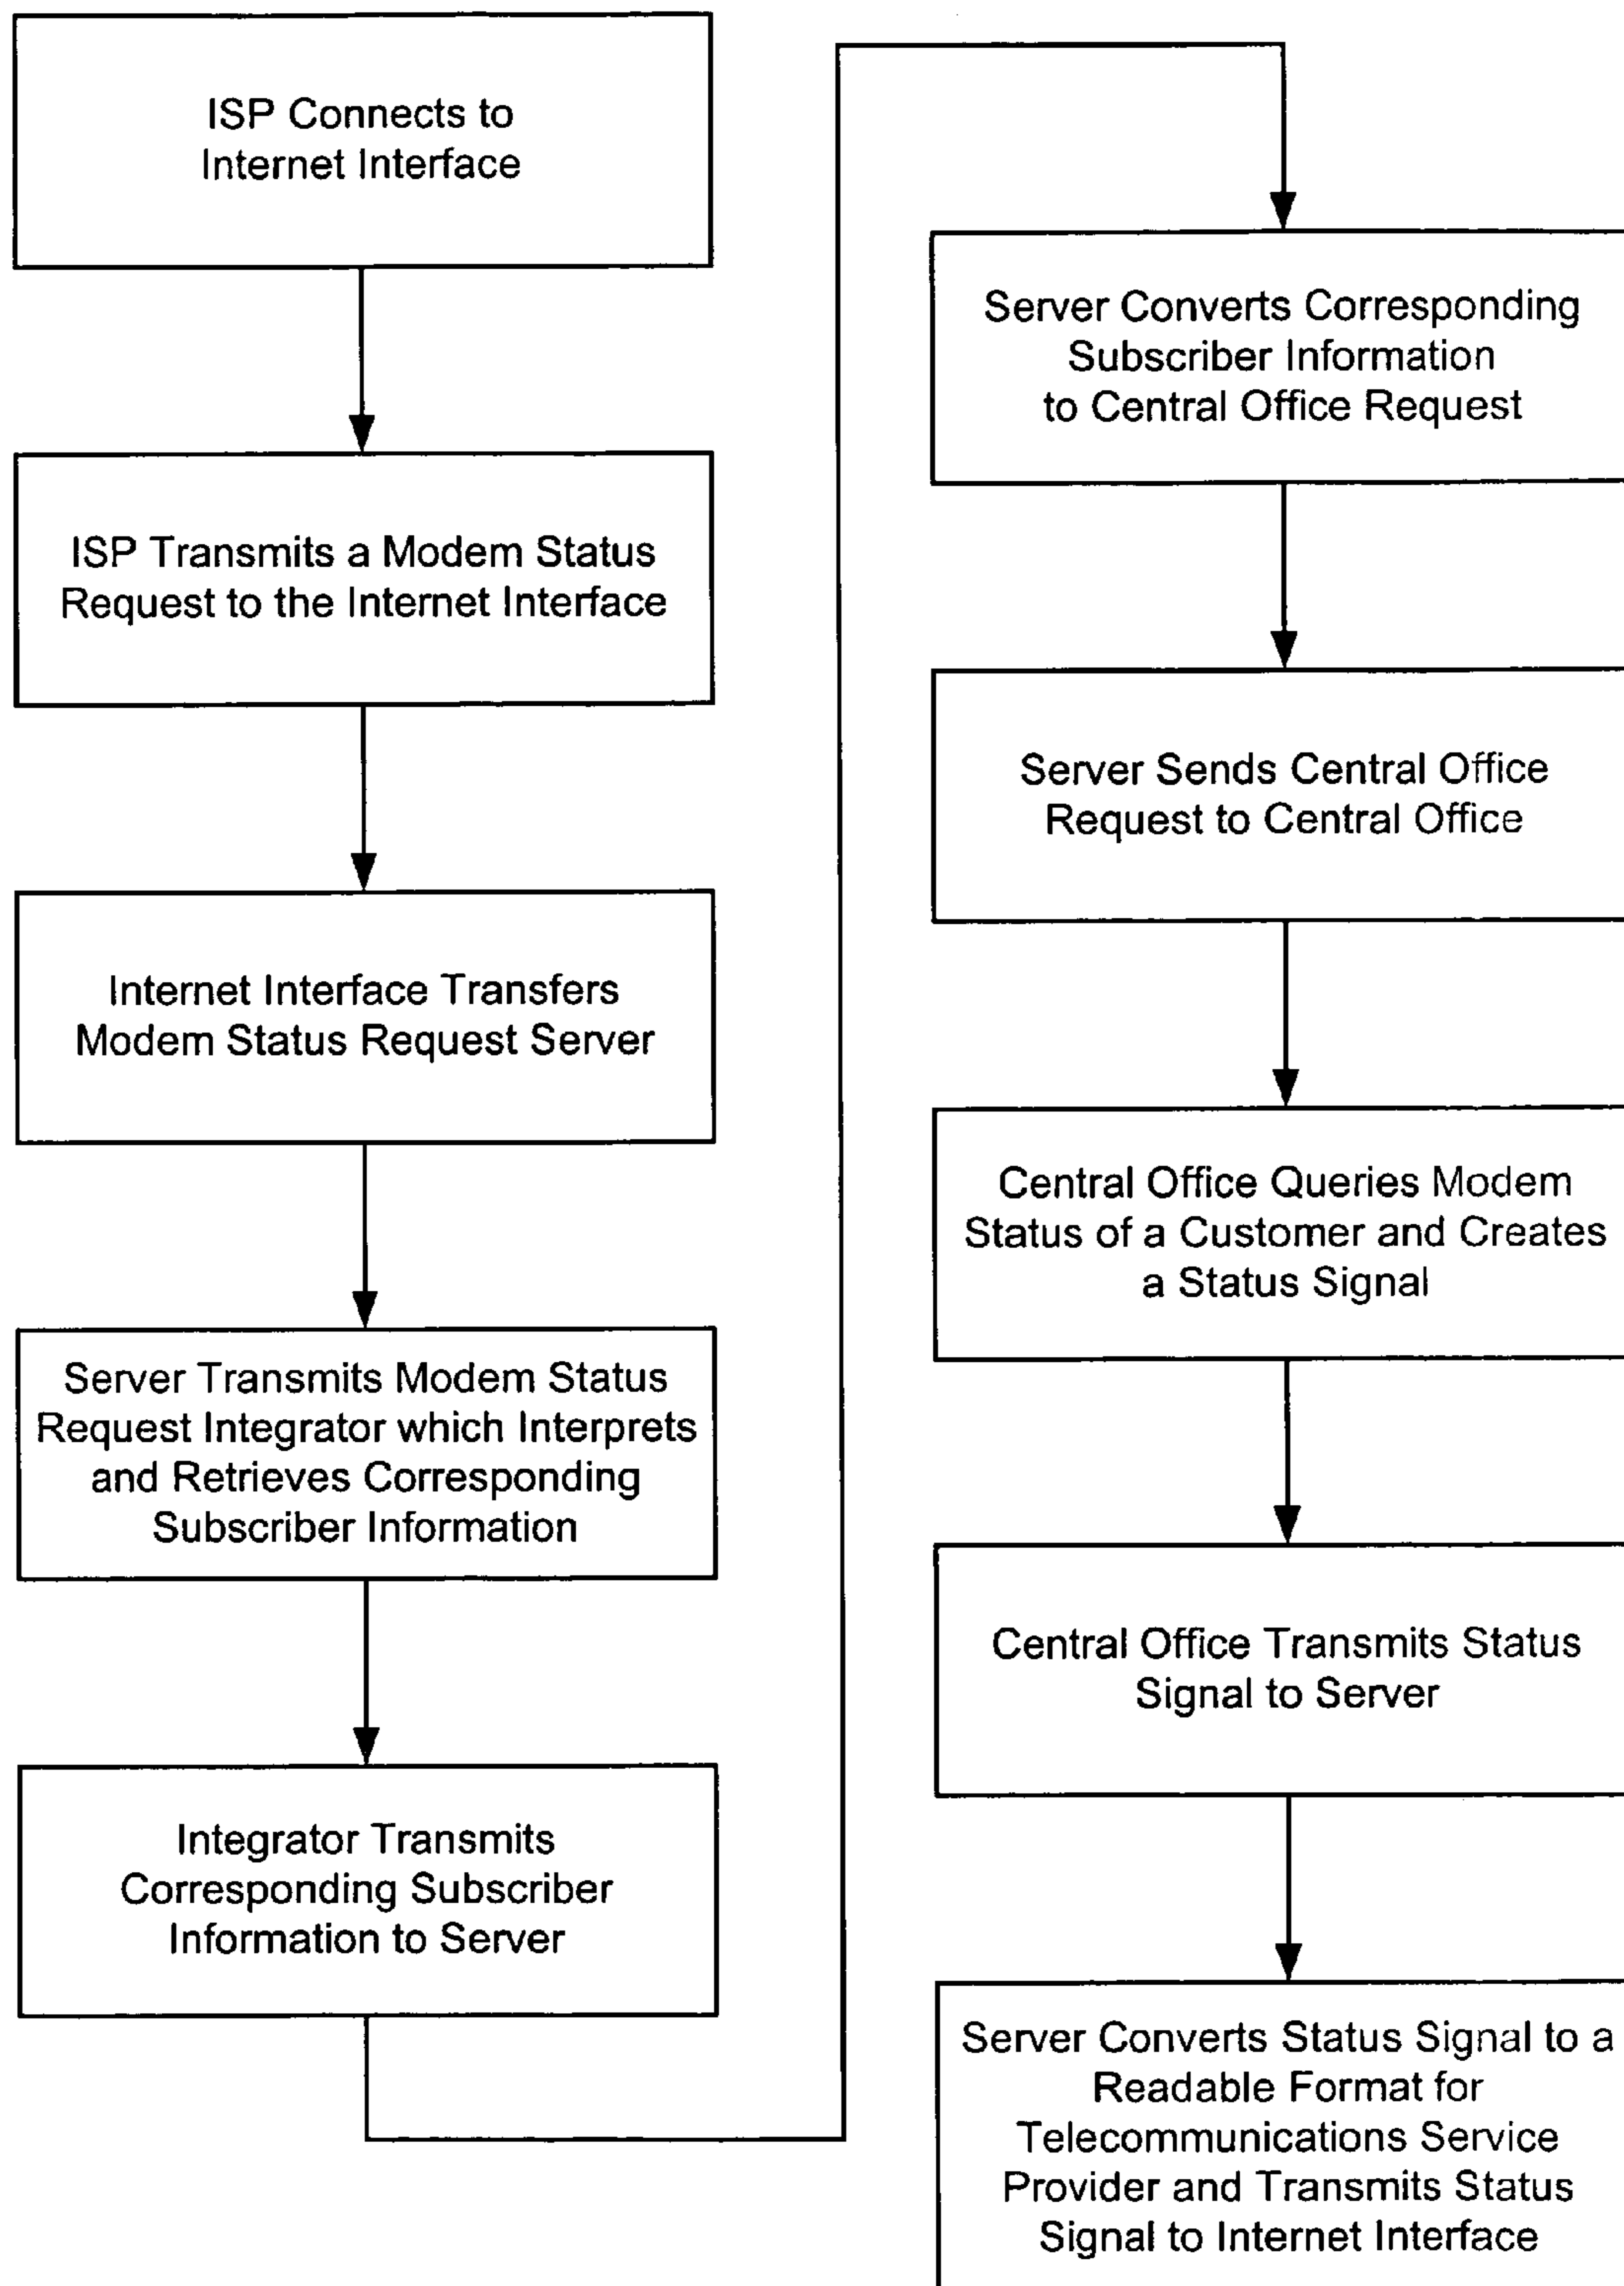 ISP Connects to
Internet Interface
ISP Transmits a Modem Status
Request to the Internet Interface
Internet Interface Transfers
Modem Status Request Server
Server Transmits Modem Status
Request Integrator which Interprets
and Retrieves Corresponding
Subscriber Information
Integrator Transmits
Corresponding Subscriber
Information to Server
Server Converts Corresponding
Subscriber Information
to Central Office Request
Server Sends Central Office
Request to Central Office
Central Office Queries Modem
Status of a Customer and Creates
a Status Signal
Central Office Transmits Status
Signal to Server
Server Converts Status Signal to a
Readable Format for
Telecommunications Service
Provider and Transmits Status
Signal to Internet Interface